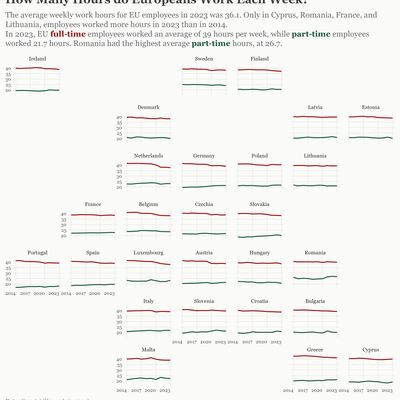 How Many Hours do Europeans Work Each Week?
The average weekly work hours for EU employees in 2023 was 36.1. Only in Cyprus, Romania, France, and
Lithuania, employees worked more hours in 2023 than in 2014.
In 2023, EU full-time employees worked an average of 39 hours per week, while part-time employees
worked 21.7 hours. Romania had the highest average part-time hours, at 26.7.
Ireland Sweden Finland
40
35
30
25
20
Denmark Latvia Estonia
40
35
30
25
20
Netherlands Germany Poland Lithuania
40
35
30
25
20
France Belgium Czechia Slovakia
40
35
30
25
20
Portugal Spain Luxembourg Austria Hungary Romania
40
35
30
25
20
2014 2017 2020 2023 2014 2017 2020 2023 2014 2017 2020 2023
Italy Slovenia Croatia Bulgaria
40
35
30
25
20
2014 2017 2020 2023 2014 2017 2020 2023 2014 2017 2020 2023
Malta Greece Cyprus
40
35
30
25
20
2014 2017 2020 2023 2014 2017 2020 2023 2014 2017 2020 2023